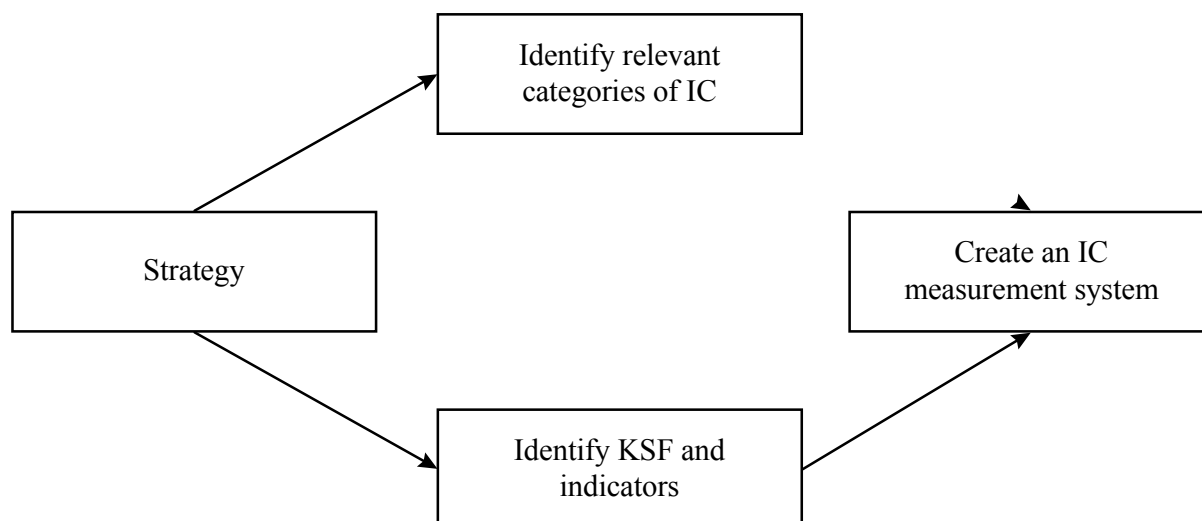 Identify relevant
categories of IC
Strategy
Create an IC
measurement system
Identify KSF and
indicators